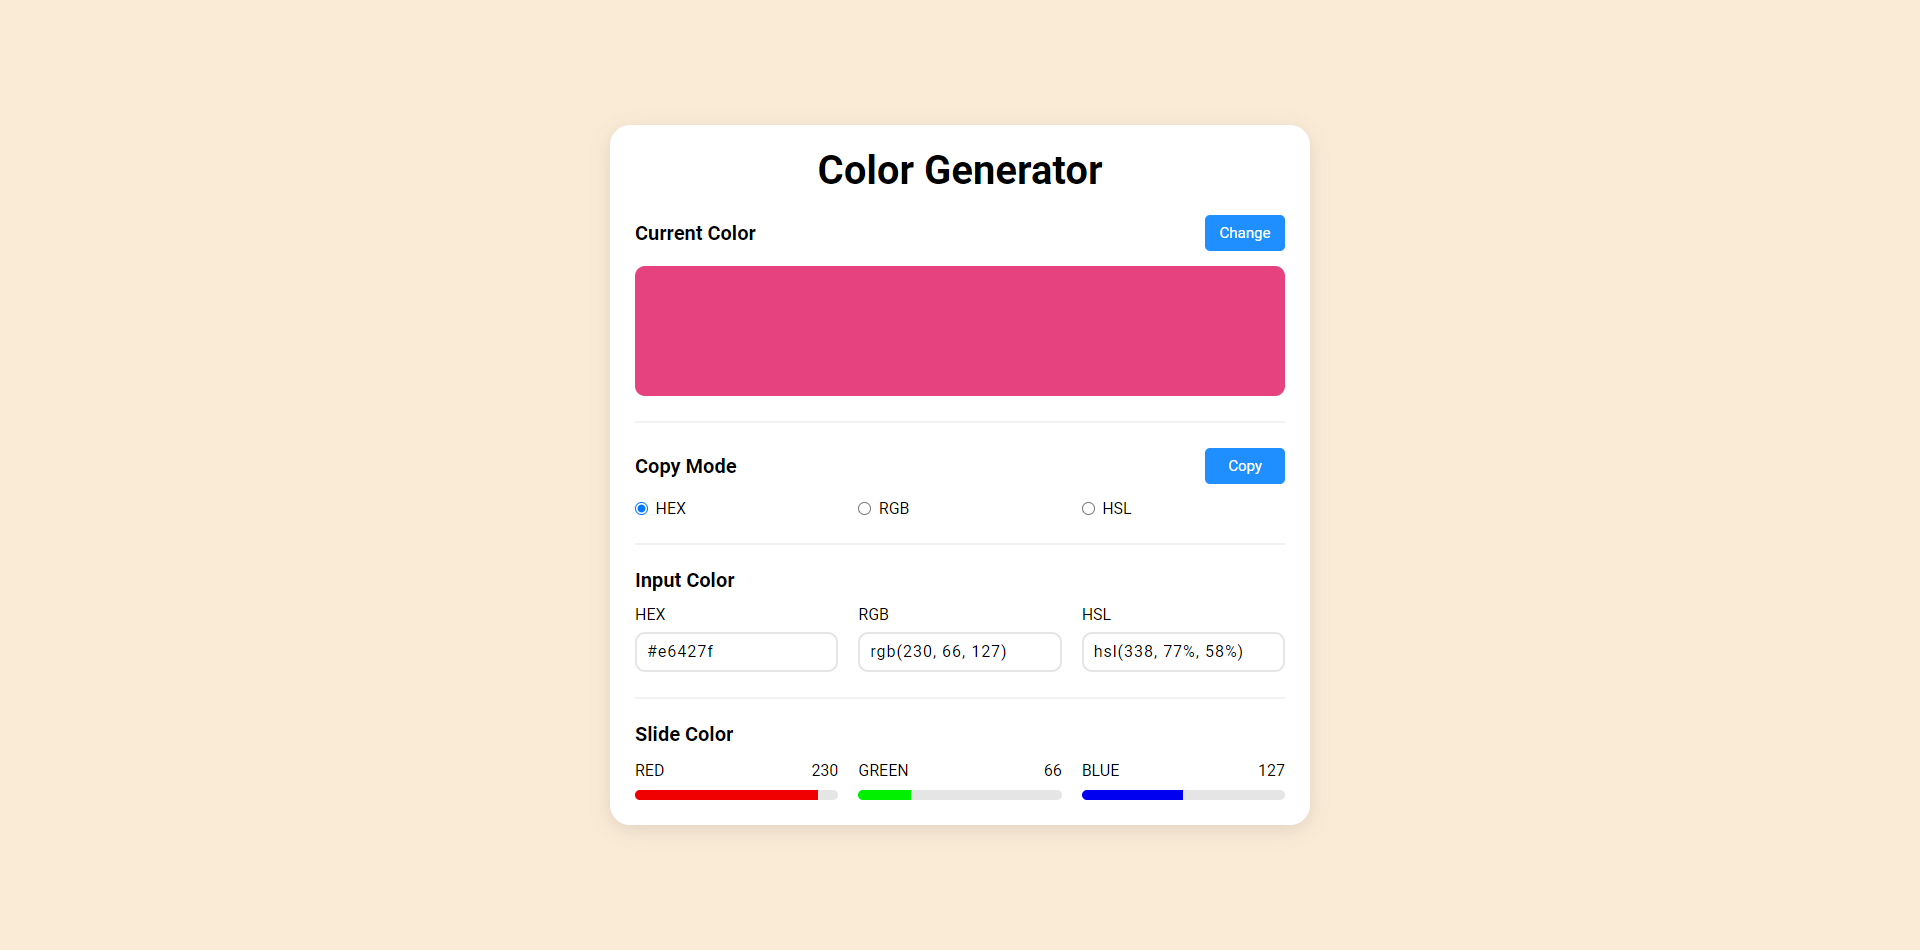 Color Generator
Current Color
Change
Copy Mode
Copy
HEX
RGB
HSL
Input Color
HEX
RGB
HSL
#e6427f
rgb(230, 66, 127)
hsl(338, 77%, 58%)
Slide Color
RED 230
GREEN 66
BLUE 127